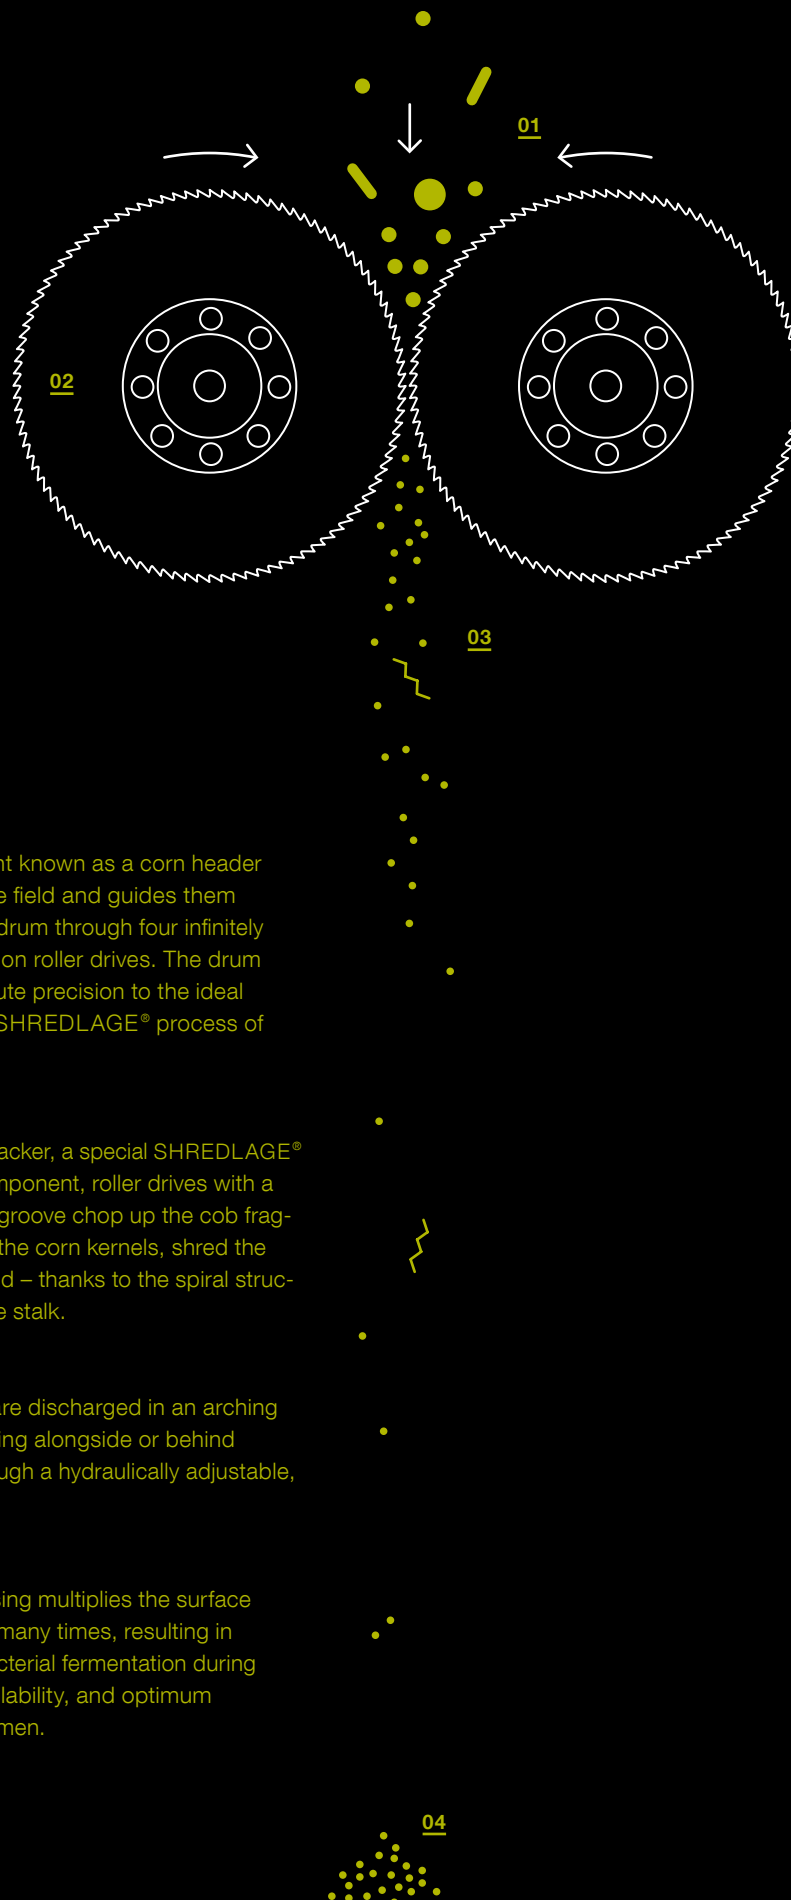 01
02
03
nt known as a corn header
e field and guides them
drum through four infinitely
on roller drives. The drum
ute precision to the ideal
SHREDLAGE® process of
acker, a special SHREDLAGE®
mponent, roller drives with a
groove chop up the cob frag-
the corn kernels, shred the
d – thanks to the spiral struc-
e stalk.
are discharged in an arching
ing alongside or behind
ugh a hydraulically adjustable,
sing multiplies the surface
many times, resulting in
cterial fermentation during
lability, and optimum
men.
04